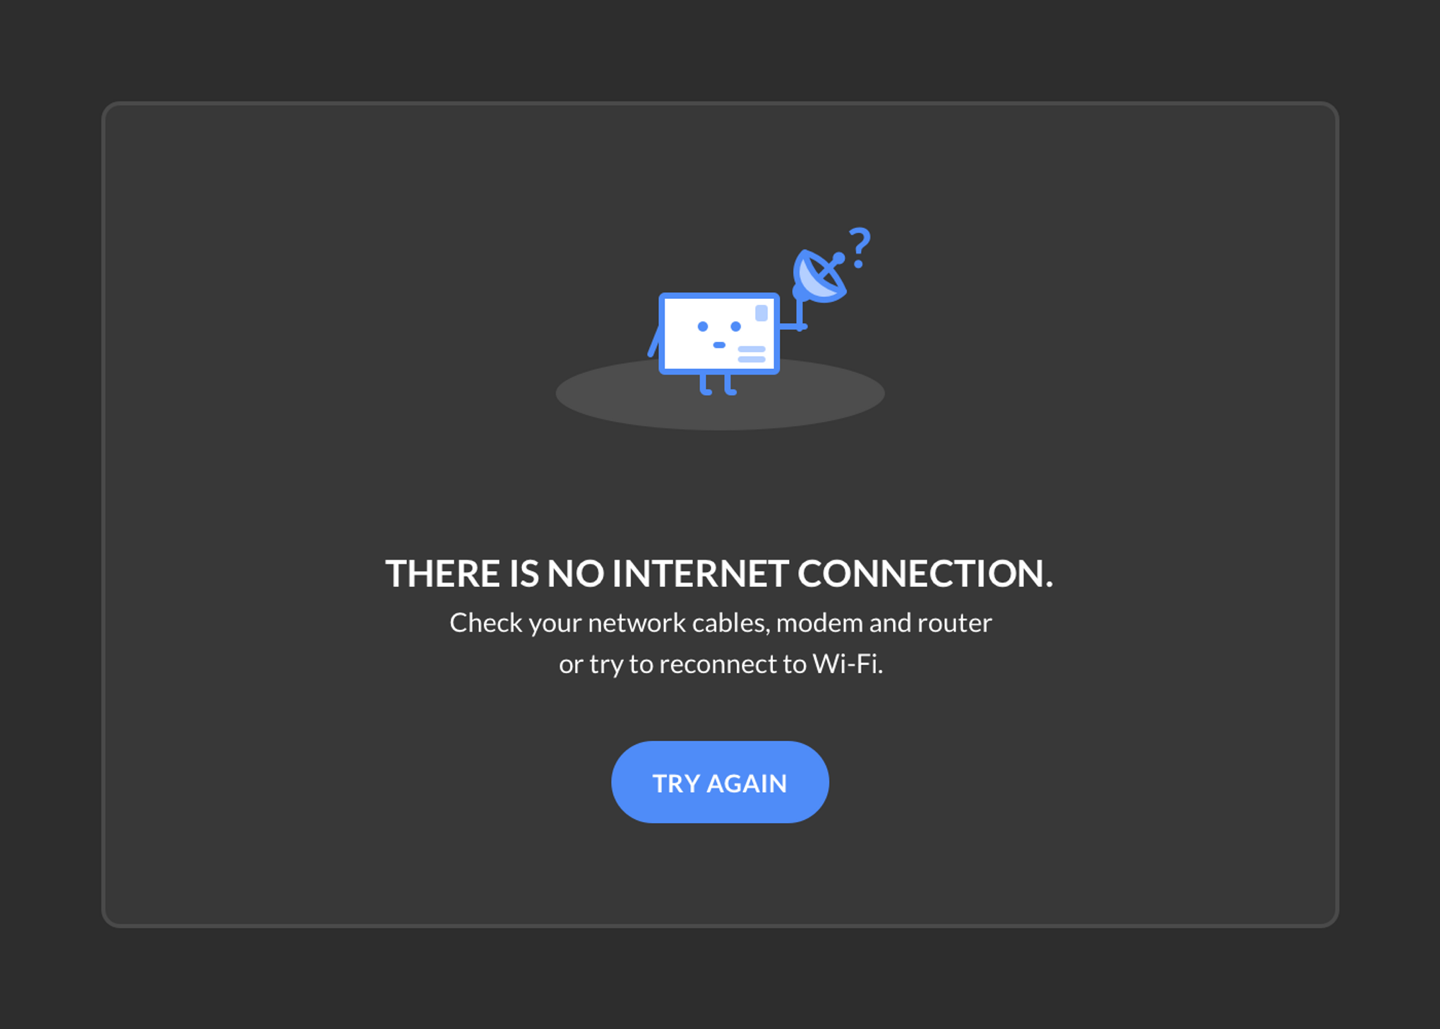 ?
THERE IS NO INTERNET CONNECTION.
Check your network cables, modem and router
or try to reconnect to Wi-Fi.
TRY AGAIN